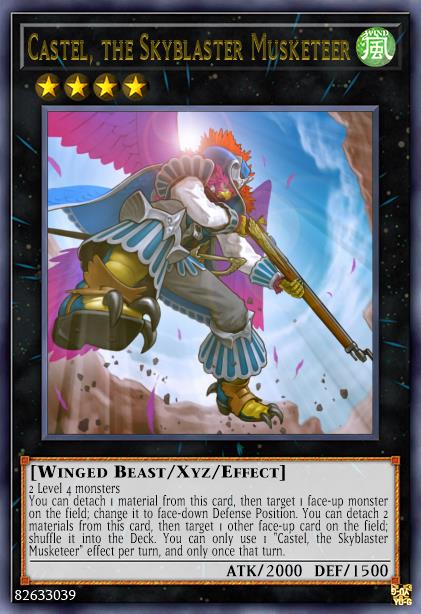 Castel, the Skyblaster Musketeer
WIND
風
[Winged Beast/Xyz/Effect]
2 Level 4 monsters
You can detach 1 material from this card, then target 1 face-up monster
on the field; change it to face-down Defense Position. You can detach 2
materials from this card, then target 1 other face-up card on the field;
shuffle it into the Deck. You can only use 1 "Castel, the Skyblaster
Musketeer" effect per turn, and only once that turn.
ATK/2000 DEF/1500
82633039